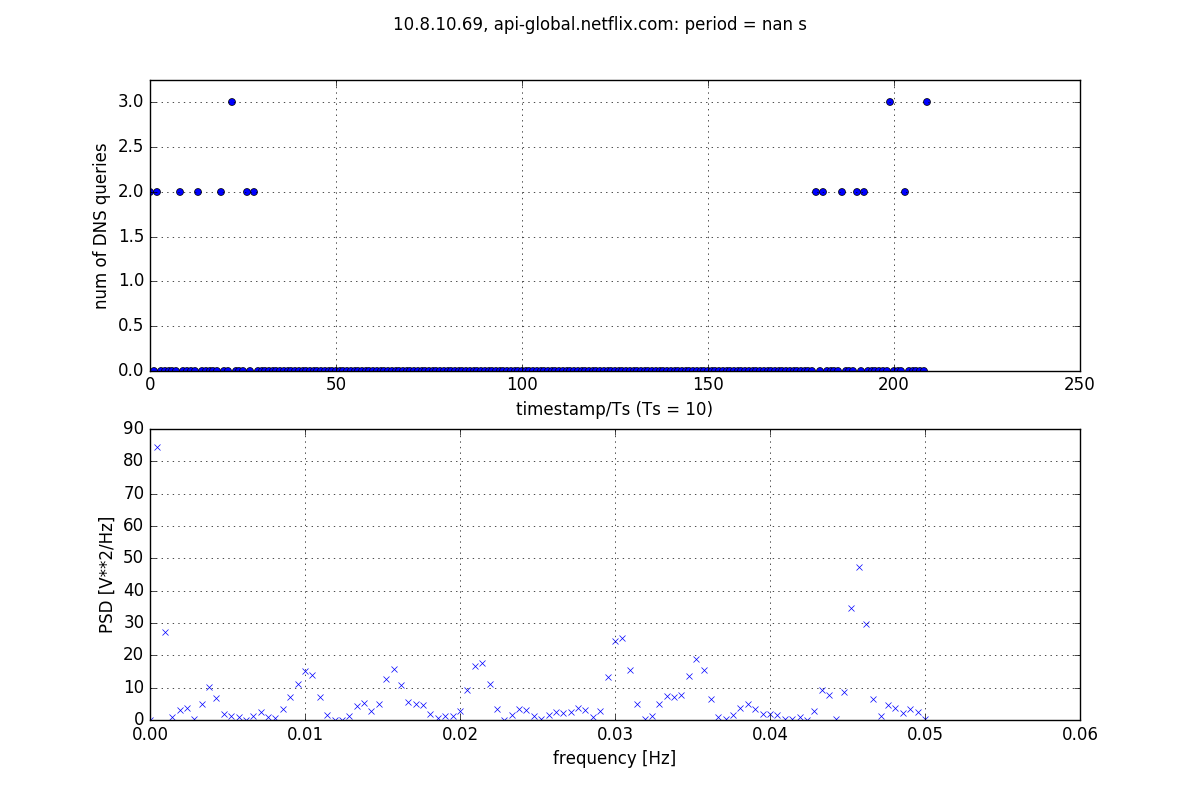 10.8.10.69, api-global.netflix.com: period = nan s
3.0
2.5
2.0
1.5
1.0
0.5
0.0
num of DNS queries
0 50 100 150 200 250
timestamp/Ts (Ts = 10)
90
80
70
60
50
40
30
20
10
0
PSD [V**2/Hz]
0.00 0.01 0.02 0.03 0.04 0.05 0.06
frequency [Hz]